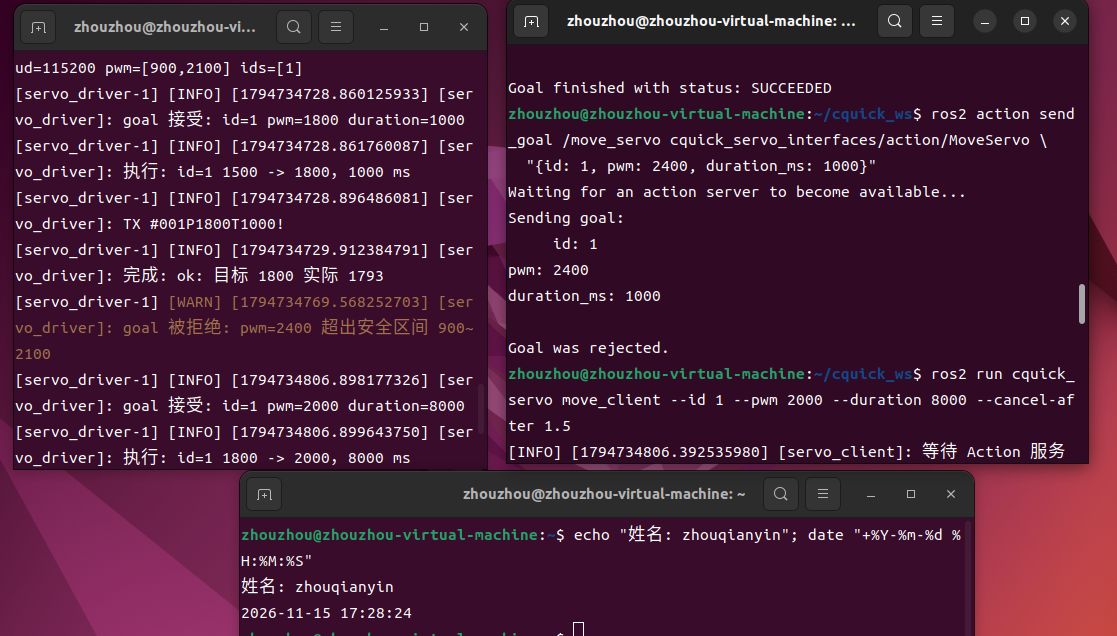 zhouzhou@zhouzhou-vi...
ud=115200 pwm=[900,2100] ids=[1]
[servo_driver-1] [INFO] [1794734728.860125933] [ser
vo_driver]: goal 接受: id=1 pwm=1800 duration=1000
[servo_driver-1] [INFO] [1794734728.861760087] [ser
vo_driver]: 执行: id=1 1500 -> 1800, 1000 ms
[servo_driver-1] [INFO] [1794734728.896486081] [ser
vo_driver]: TX #001P1800T1000!
[servo_driver-1] [INFO] [1794734729.912384791] [ser
vo_driver]: 完成: ok: 目标 1800 实际 1793
[servo_driver-1] [WARN] [1794734769.568252703] [ser
vo_driver]: goal 被拒绝: pwm=2400 超出安全区间 900~
2100
[servo_driver-1] [INFO] [1794734806.898177326] [ser
vo_driver]: goal 接受: id=1 pwm=2000 duration=8000
[servo_driver-1] [INFO] [1794734806.899643750] [ser
vo_driver]: 执行: id=1 1800 -> 2000, 8000 ms
zhouzhou@zhouzhou-virtual-machine: ...
Goal finished with status: SUCCEEDED
zhouzhou@zhouzhou-virtual-machine:~/cquick_ws$ ros2 action send
_goal /move_servo cquick_servo_interfaces/action/MoveServo \
"{id: 1, pwm: 2400, duration_ms: 1000}"
Waiting for an action server to become available...
Sending goal:
id: 1
pwm: 2400
duration_ms: 1000
Goal was rejected.
zhouzhou@zhouzhou-virtual-machine:~/cquick_ws$ ros2 run cquick_
servo move_client --id 1 --pwm 2000 --duration 8000 --cancel-af
ter 1.5
[INFO] [1794734806.392535980] [servo_client]: 等待 Action 服务
zhouzhou@zhouzhou-virtual-machine: ~
zhouzhou@zhouzhou-virtual-machine:~$ echo "姓名: zhouqianyin"; date "+%Y-%m-%d %
H:%M:%S"
姓名: zhouqianyin
2026-11-15 17:28:24